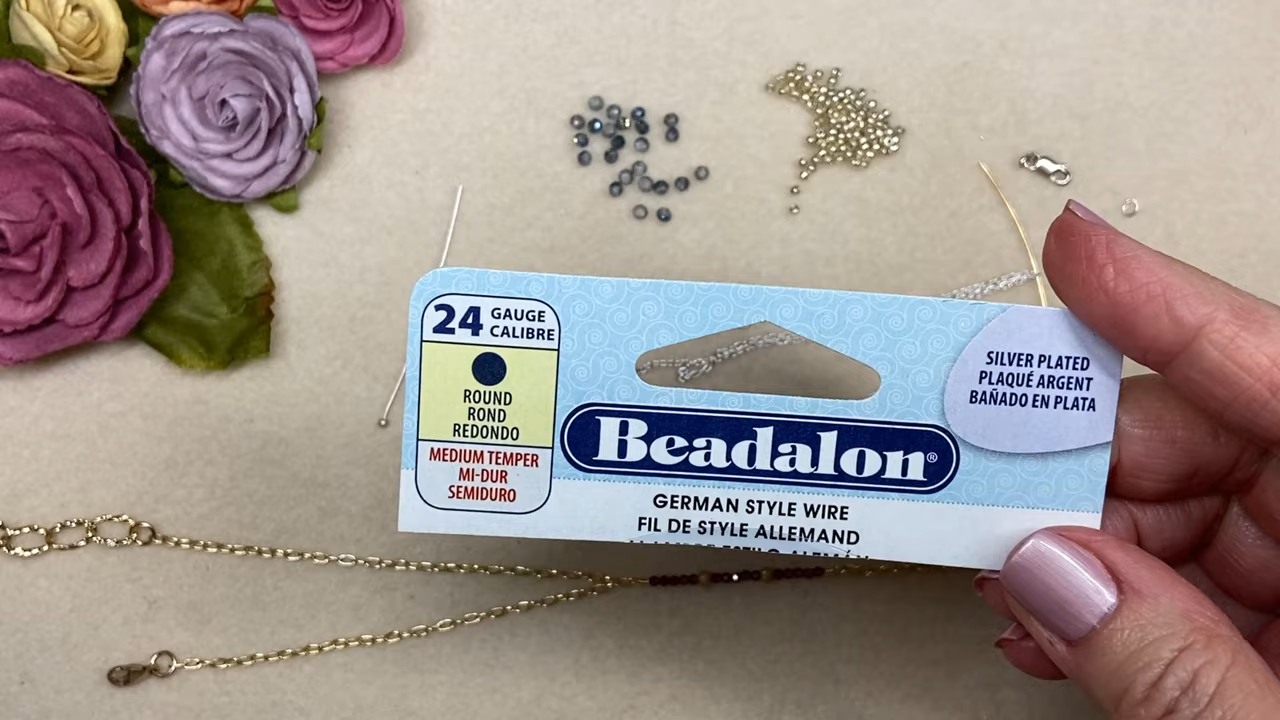 24 GAUGE
CALIBRE
ROUND
ROND
REDONDO
MEDIUM TEMPER
MI-DUR
SEMIDURO
Beadalon®
GERMAN STYLE WIRE
FIL DE STYLE ALLEMAND
SILVER PLATED
PLAQUÉ ARGENT
BAÑADO EN PLATA